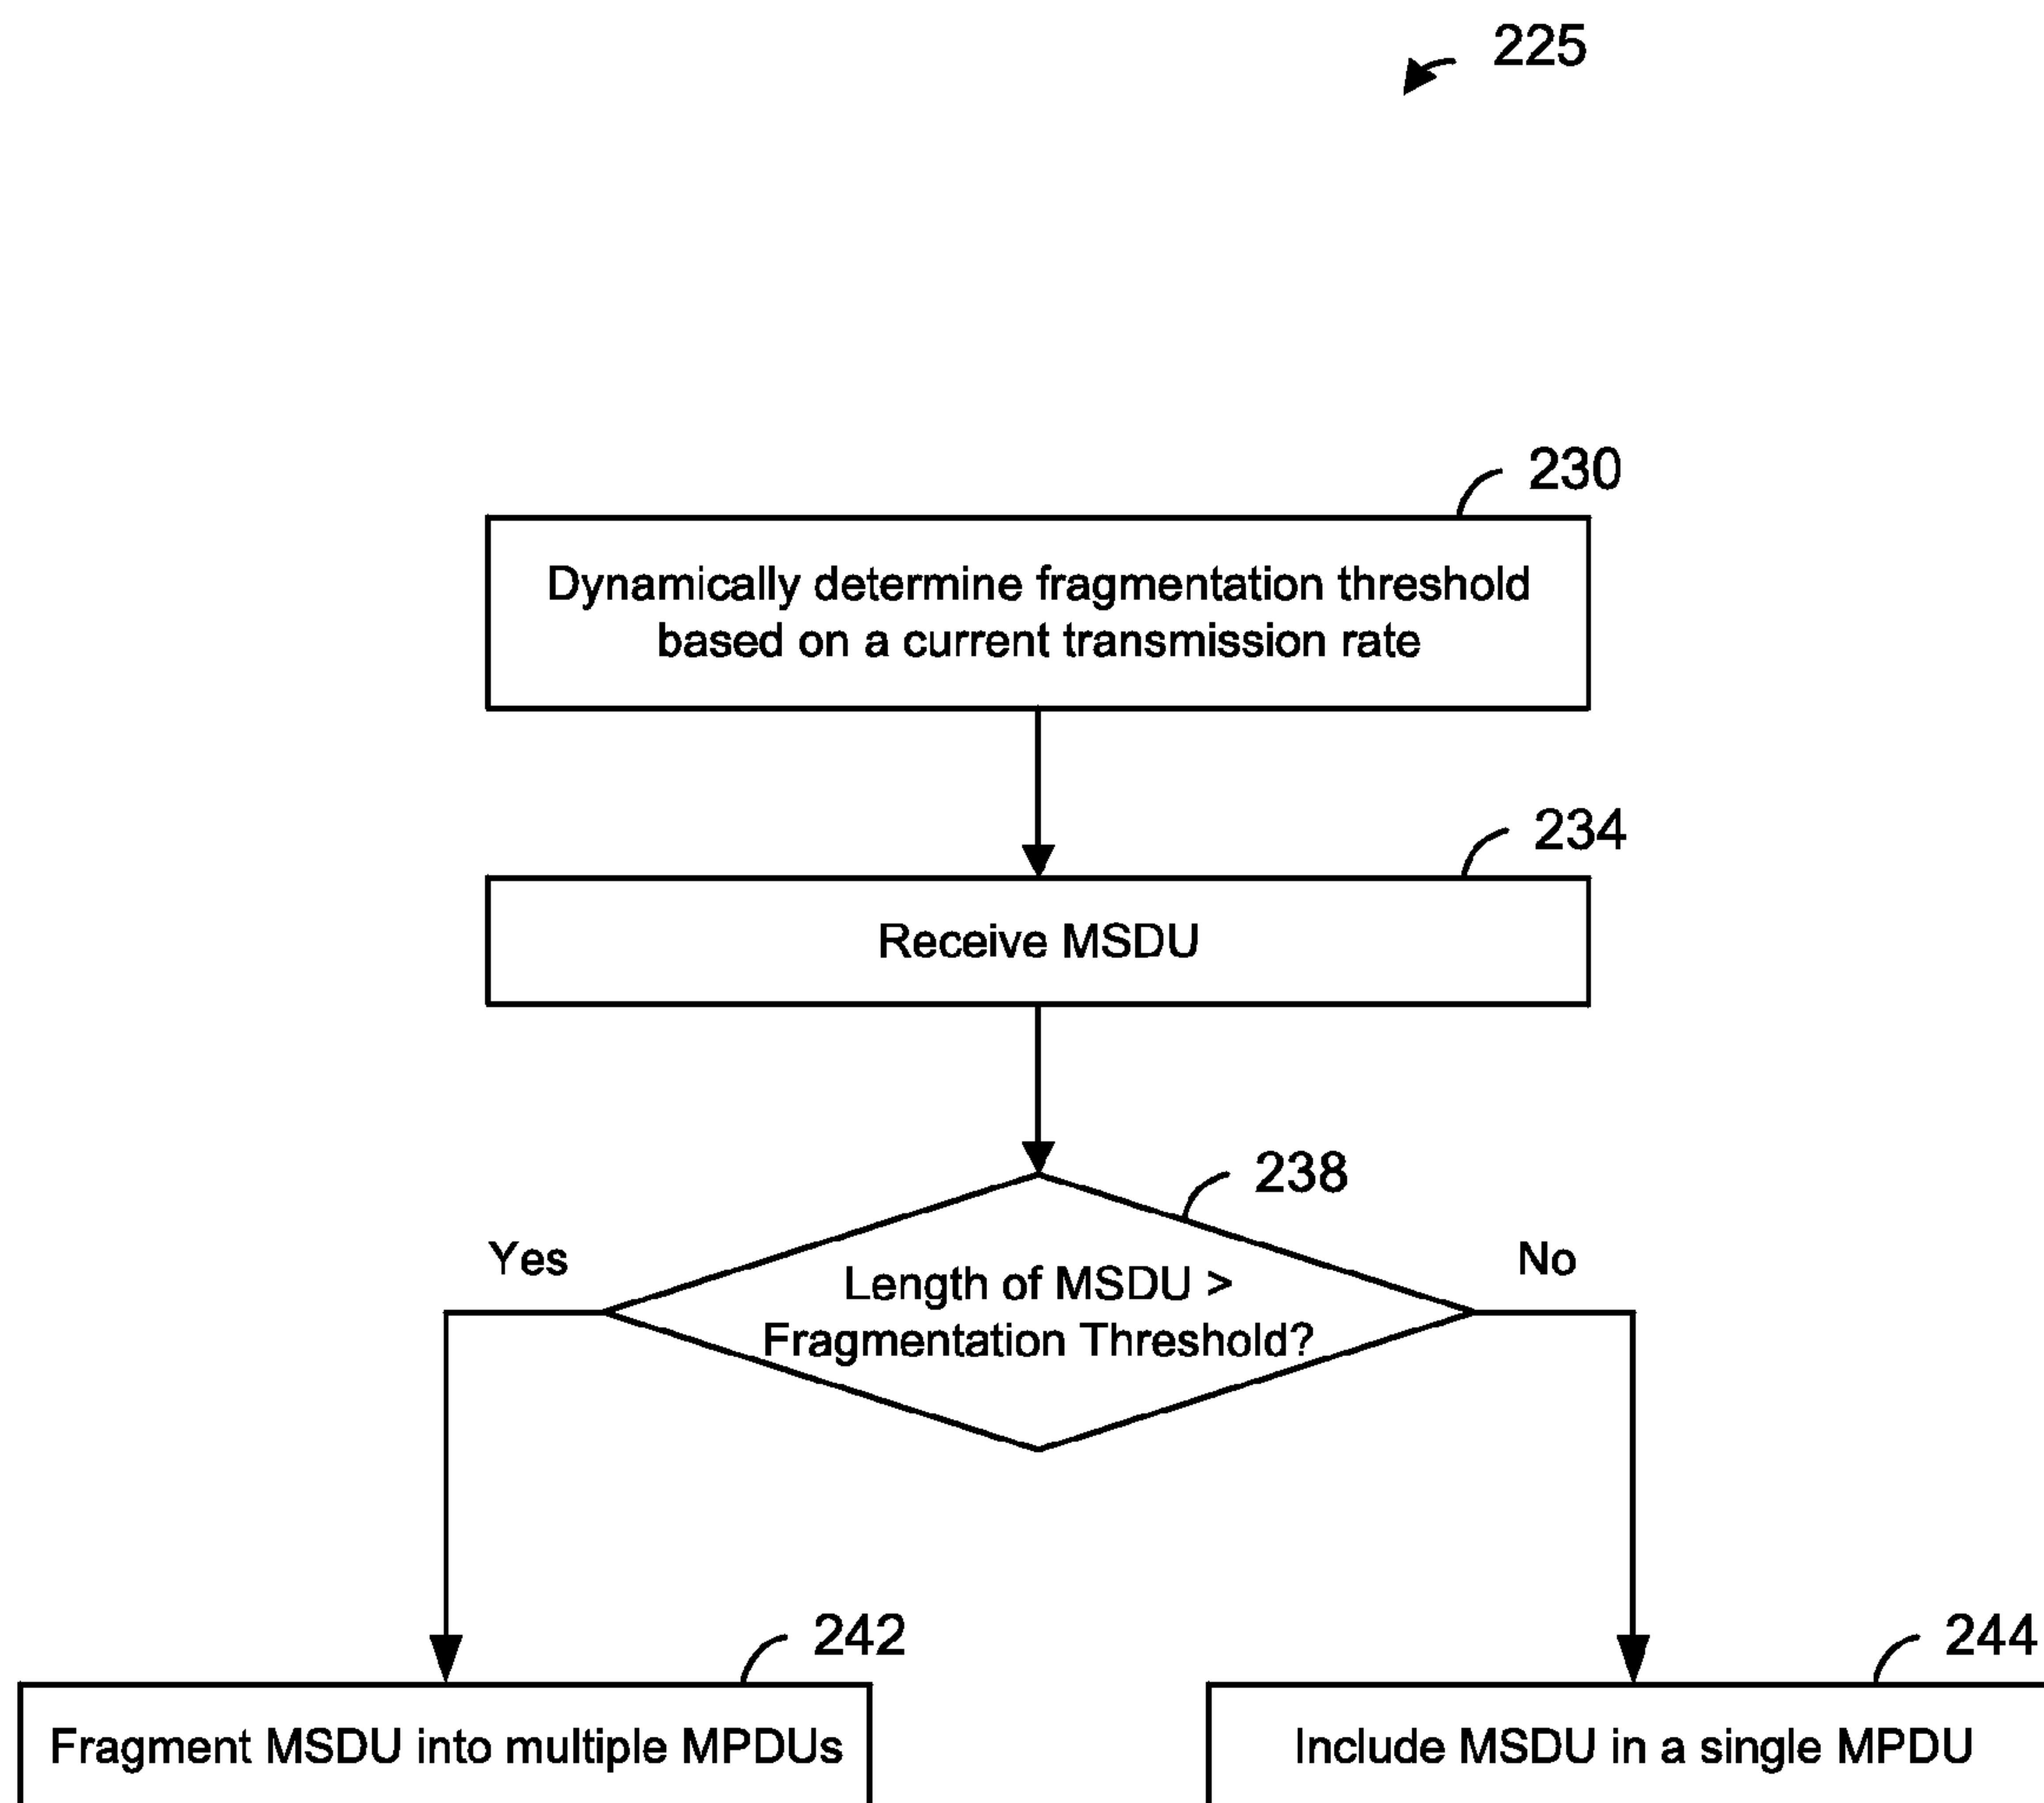 225
230
Dynamically determine fragmentation threshold
based on a current transmission rate
234
Receive MSDU
238
Yes
No
Length of MSDU >
Fragmentation Threshold?
242
244
Fragment MSDU into multiple MPDUs
Include MSDU in a single MPDU